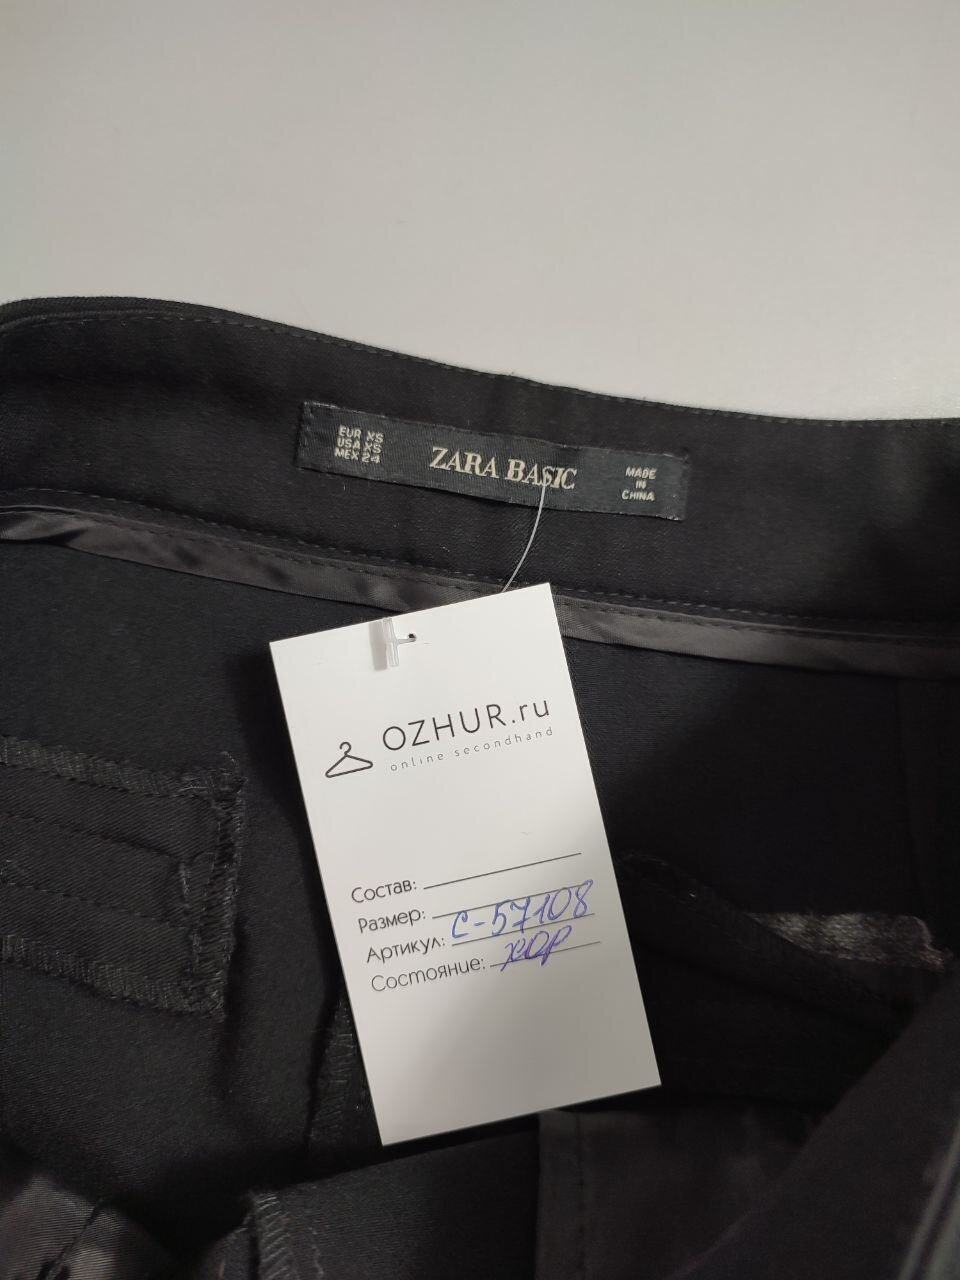 EUR XS
USA XS
MEX 24
ZARA BASIC
MADE
IN
CHINA
OZHUR.ru
online secondhand
Состав:
Размер:
Артикул: С-57108
Состояние: хор